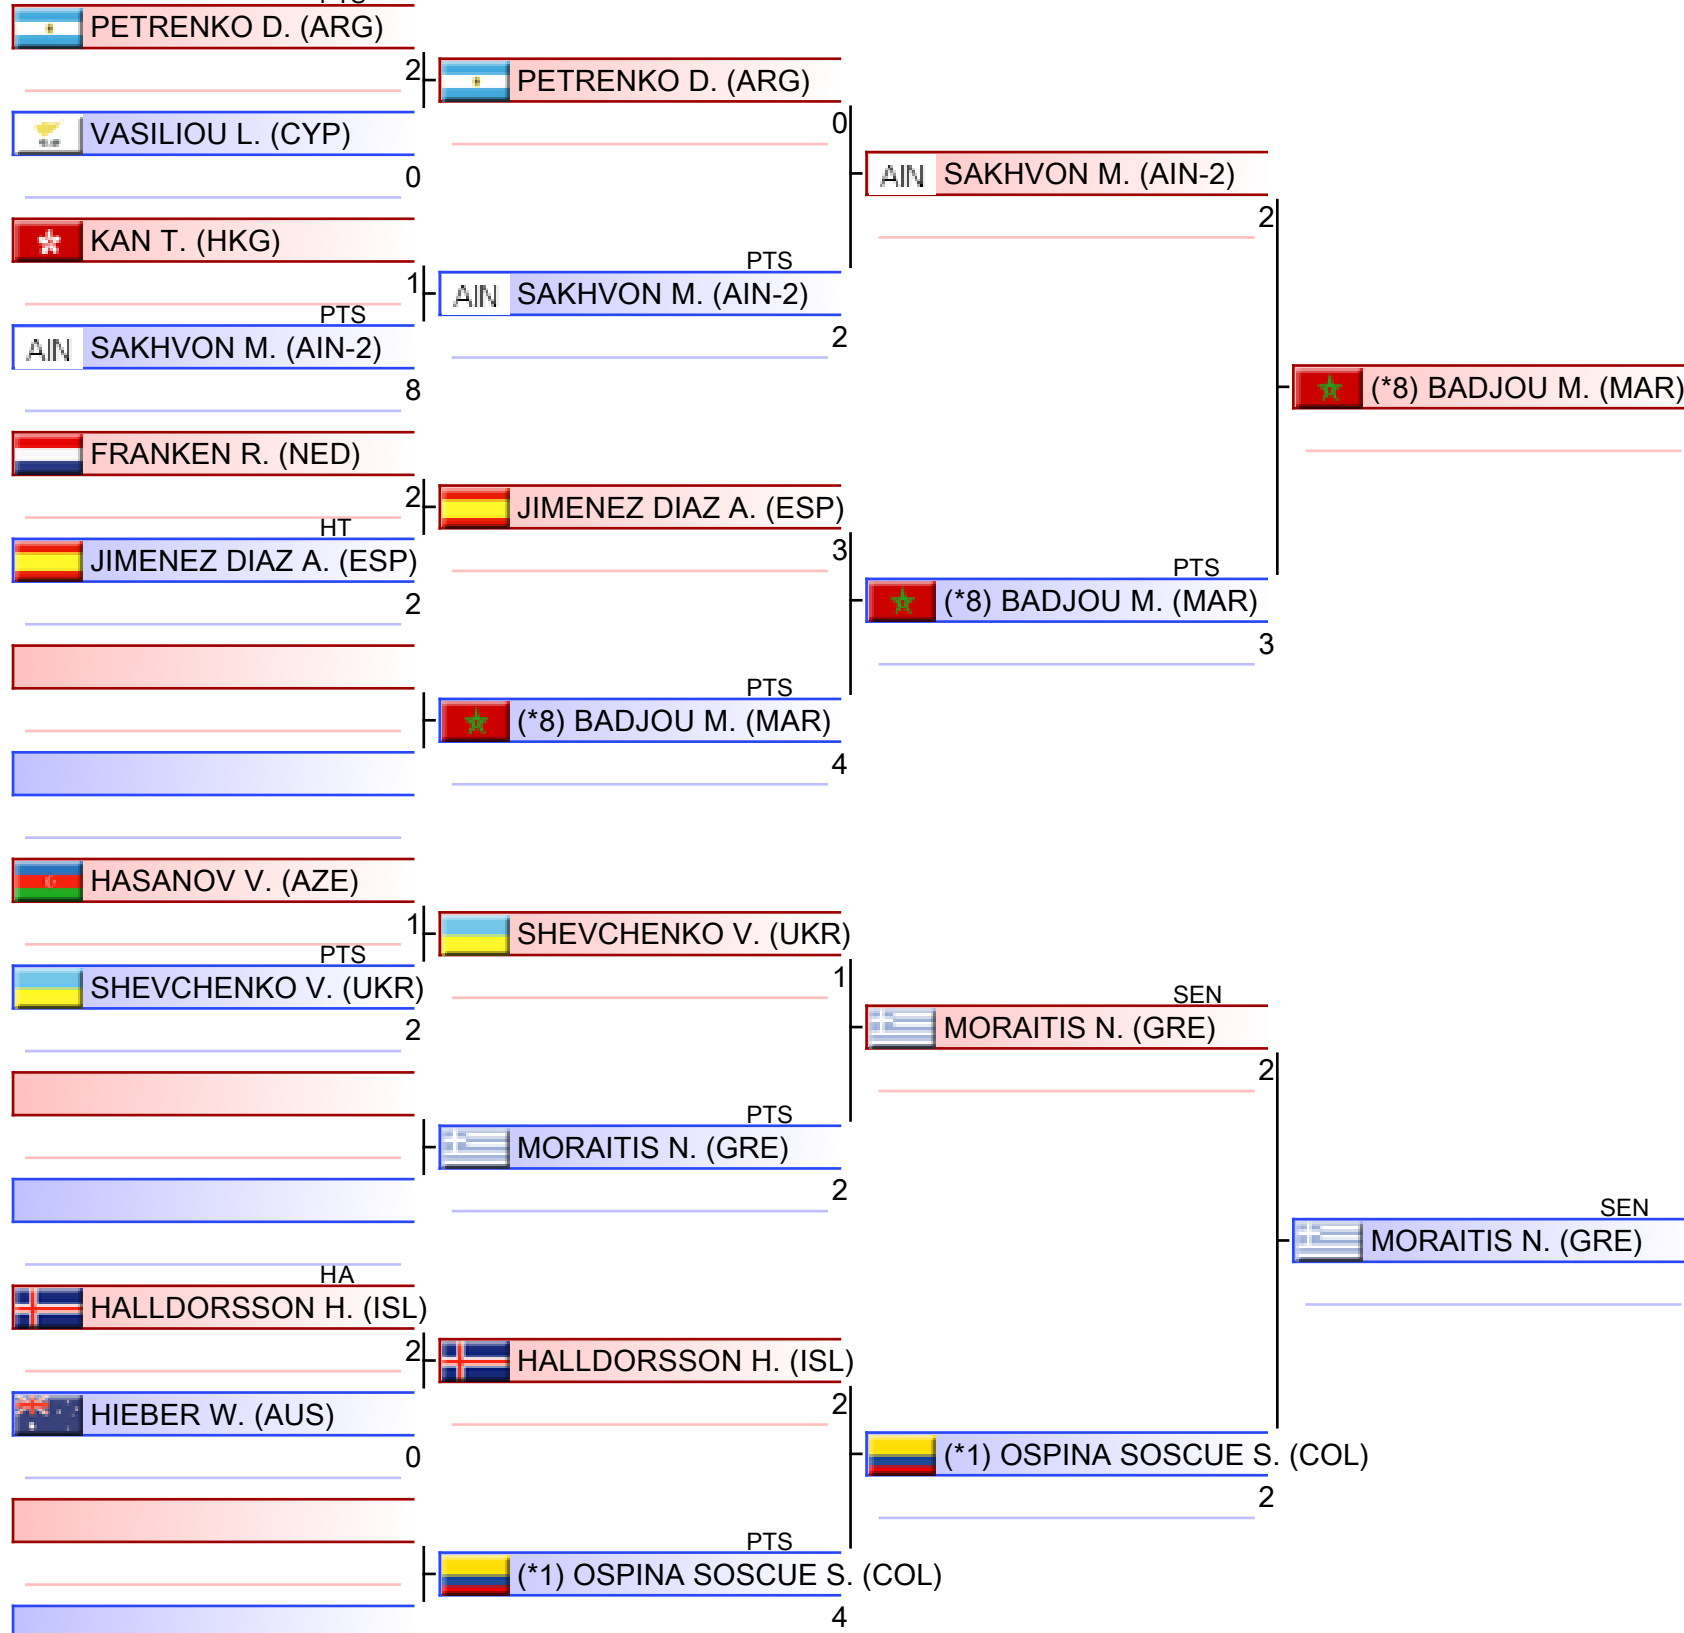 PTS
PETRENKO D. (ARG)
2
VASILIOU L. (CYP)
0
KAN T. (HKG)
1
PTS
AIN SAKHVON M. (AIN-2)
8
FRANKEN R. (NED)
2
HT
JIMENEZ DIAZ A. (ESP)
2
HASANOV V. (AZE)
1
PTS
SHEVCHENKO V. (UKR)
2
HA
HALLDORSSON H. (ISL)
2
HIEBER W. (AUS)
0
PETRENKO D. (ARG)
0
PTS
AIN SAKHVON M. (AIN-2)
2
JIMENEZ DIAZ A. (ESP)
3
PTS
(*8) BADJOU M. (MAR)
4
SHEVCHENKO V. (UKR)
1
PTS
MORAITIS N. (GRE)
2
HALLDORSSON H. (ISL)
2
PTS
(*1) OSPINA SOSCUE S. (COL)
4
AIN SAKHVON M. (AIN-2)
2
PTS
(*8) BADJOU M. (MAR)
3
SEN
MORAITIS N. (GRE)
2
(*1) OSPINA SOSCUE S. (COL)
2
(*8) BADJOU M. (MAR)
SEN
MORAITIS N. (GRE)